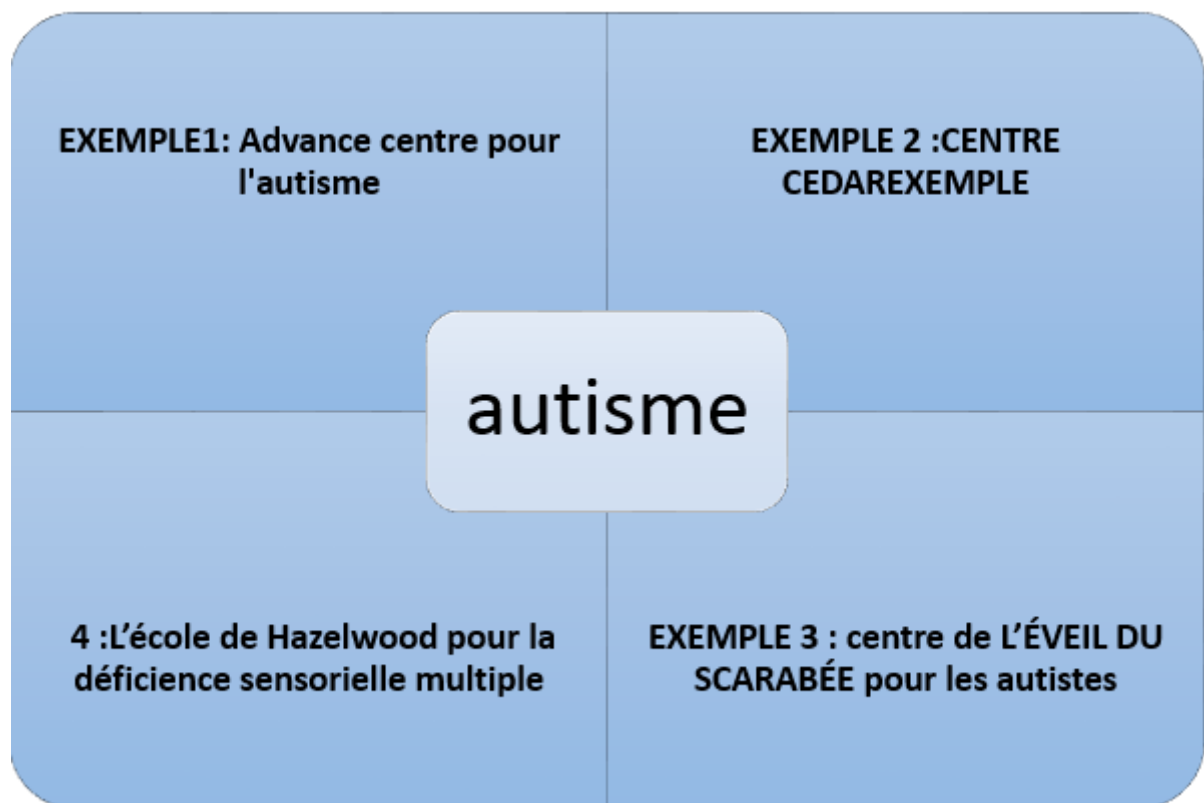 EXEMPLE1: Advance centre pour
l'autisme
EXEMPLE 2 :CENTRE
CEDAREXEMPLE
autisme
4 :L’école de Hazelwood pour la
déficience sensorielle multiple
EXEMPLE 3 : centre de L’ÉVEIL DU
SCARABÉE pour les autistes